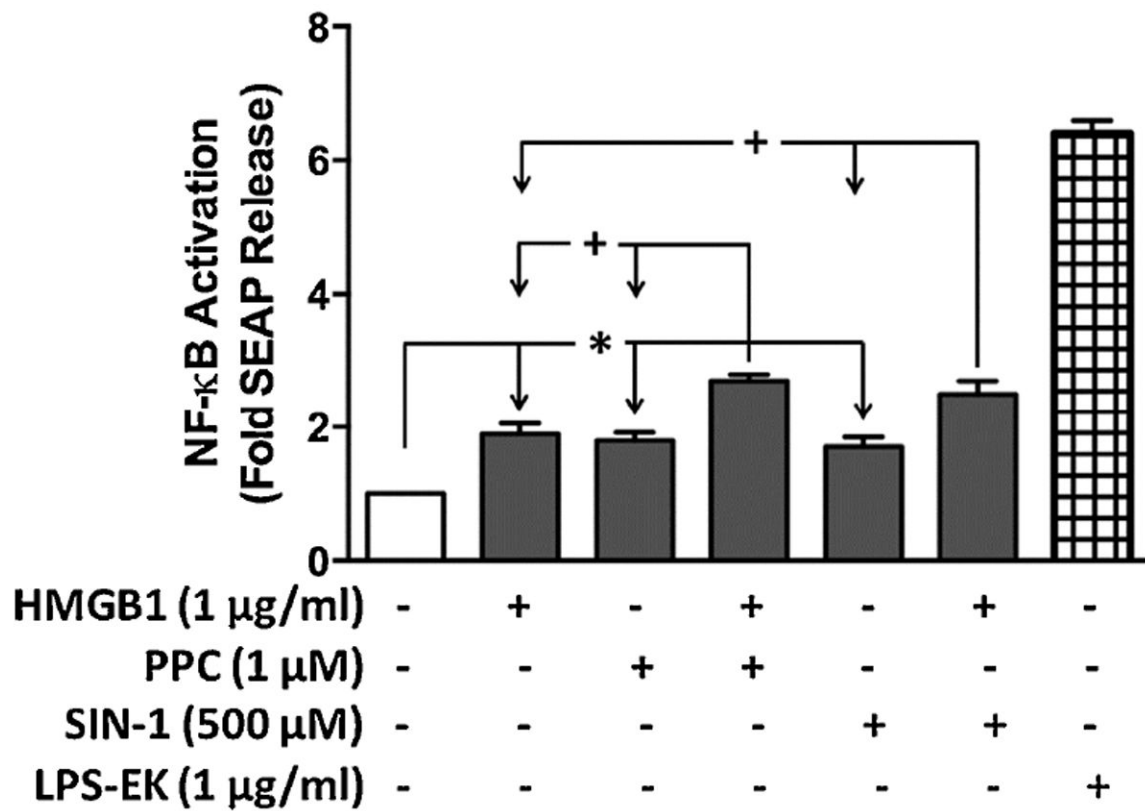 NF-κB Activation
(Fold SEAP Release)
8
6
4
2
0
+
+
*
HMGB1 (1 μg/ml) - + - + - + -
PPC (1 μM) - - + + - - -
SIN-1 (500 μM) - - - - + + -
LPS-EK (1 μg/ml) - - - - - - +